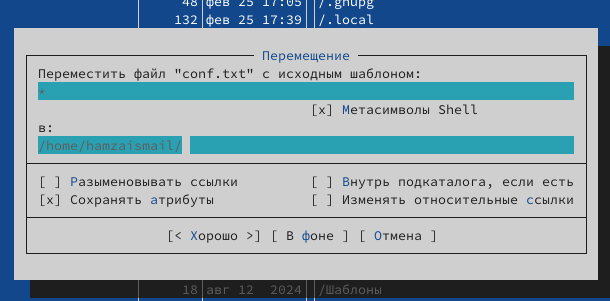 48 фев 25 17:05 /.gnupg
132 фев 25 17:39 /.local
Перемещение
Переместить файл "conf.txt" с исходным шаблоном:
*
[x] Метасимволы Shell
в:
/home/hamzaismail/
[ ] Разыменовывать ссылки [ ] Внутрь подкаталога, если есть
[x] Сохранять атрибуты [ ] Изменять относительные ссылки
[< Хорошо >] [ В фоне ] [ Отмена ]
18 авг 12 2024 /Шаблоны